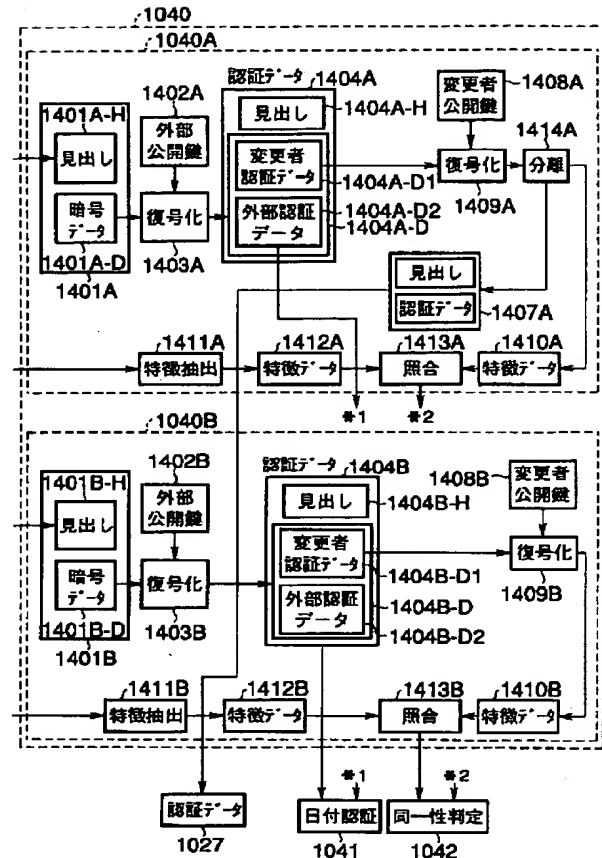 1040
1040A
1402A
外部
公開鍵
1401A-H
見出し
暗号
データ
1401A-D
1401A
復号化
1403A
認証データ
1404A
見出し
1404A-H
変更者
認証データ
1404A-D1
外部認証
データ
1404A-D2
1404A-D
変更者
公開鍵
1408A
復号化
1409A
1414A
分離
見出し
認証データ
1407A
1411A
特徴抽出
1412A
特徴データ
1413A
照合
1410A
特徴データ
*1
*2
1040B
1402B
外部
公開鍵
1401B-H
見出し
暗号
データ
1401B-D
1401B
復号化
1403B
認証データ
1404B
見出し
1404B-H
変更者
認証データ
1404B-D1
外部認証
データ
1404B-D
1404B-D2
1408B
変更者
公開鍵
復号化
1409B
1411B
特徴抽出
1412B
特徴データ
1413B
照合
1410B
特徴データ
*1
*2
認証データ
1027
日付認証
1041
同一性判定
1042